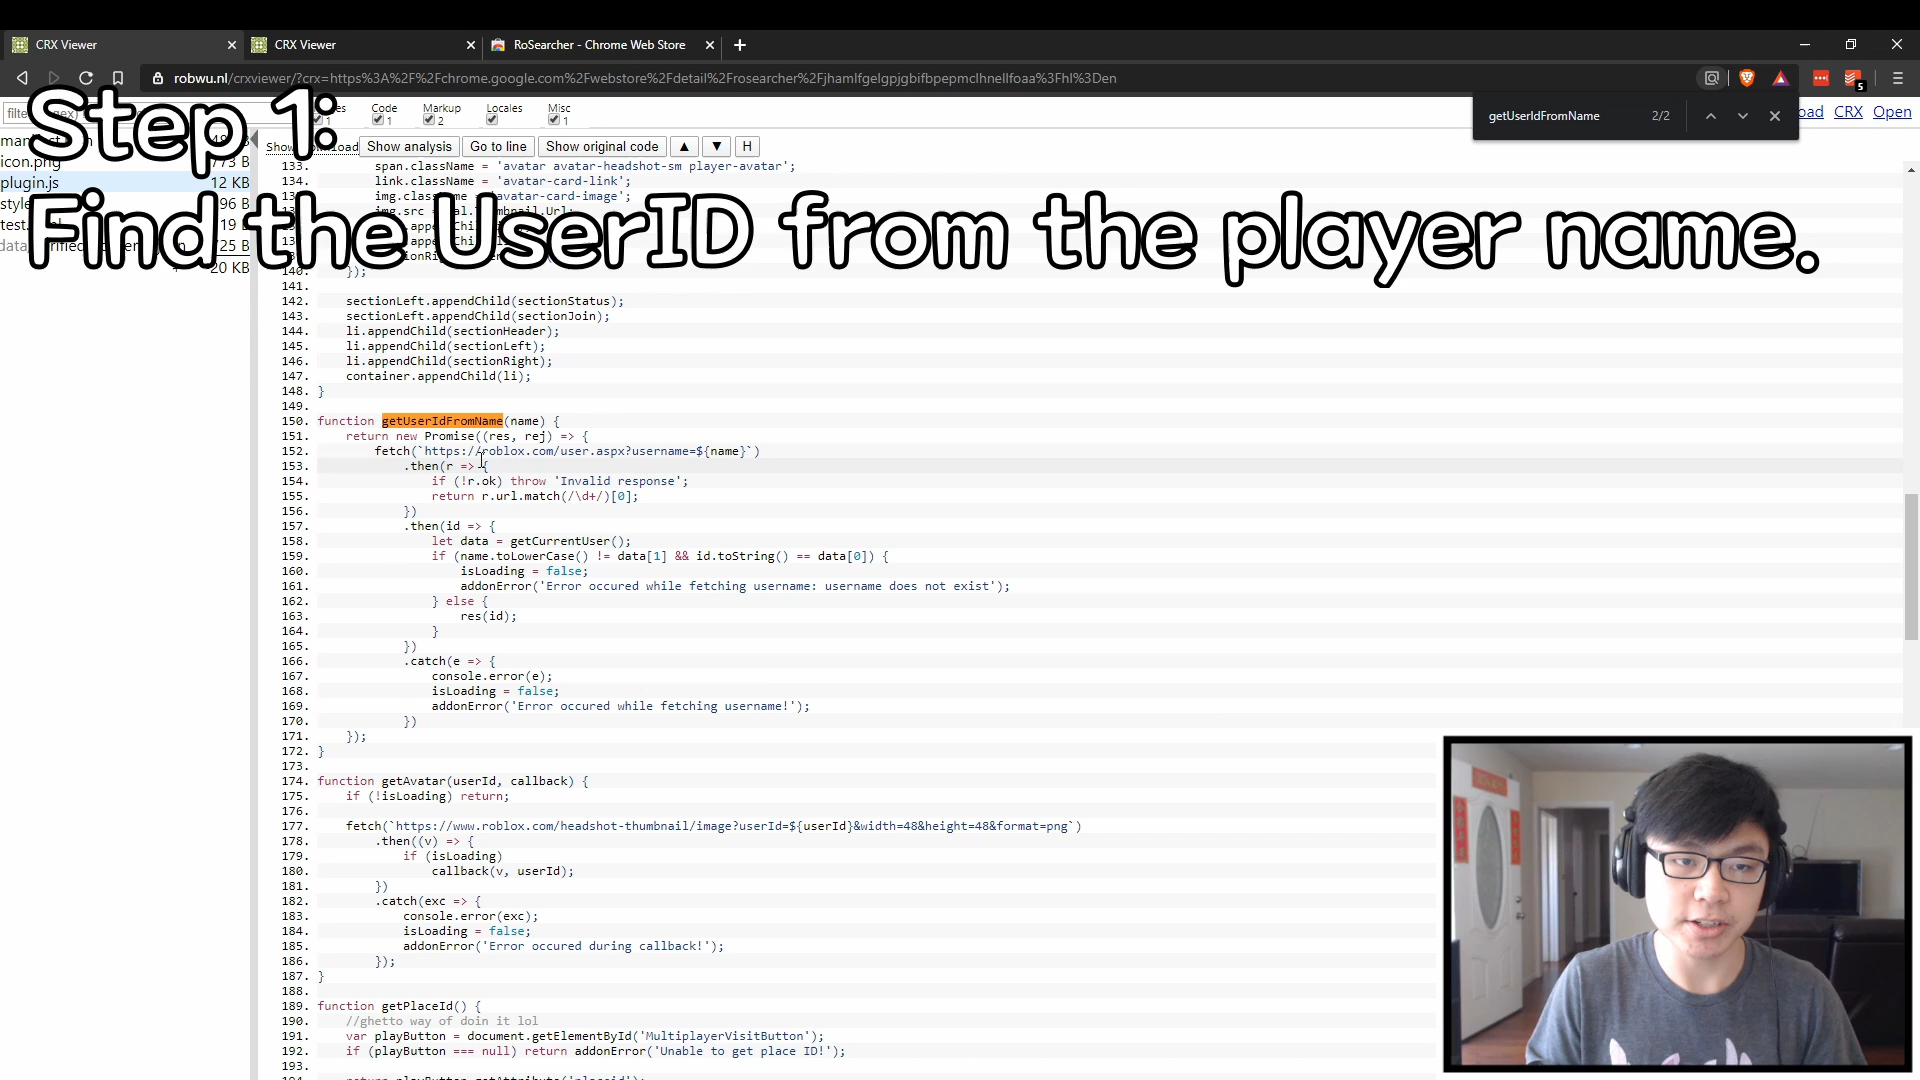 CRX Viewer
CRX Viewer
RoSearcher - Chrome Web Store
robwu.nl/crxviewer/?crx=https%3A%2F%2Fchrome.google.com%2Fwebstore%2Fdetail%2Frosearcher%2Fjhamlfgelgpjgbifbpepmclhnellfoaa%3Fhl%3Den
5
Step 1:
Find the UserID from the player name.
Code
1
Markup
2
Locales
Misc
1
getUserIdFromName 2/2
CRX
Open
icon.png
plugin.js 12 KB
20 KB
Show analysis
Go to line
Show original code
▲
▼
H
133. span.className = 'avatar avatar-headshot-sm player-avatar';
134. link.className = 'avatar-card-link';
140. });
141.
142. sectionLeft.appendChild(sectionStatus);
143. sectionLeft.appendChild(sectionJoin);
144. li.appendChild(sectionHeader);
145. li.appendChild(sectionLeft);
146. li.appendChild(sectionRight);
147. container.appendChild(li);
148. }
149.
150. function getUserIdFromName(name) {
151. return new Promise((res, rej) => {
152. fetch(`https://roblox.com/user.aspx?username=${name}`)
153. .then(r => {
154. if (!r.ok) throw 'Invalid response';
155. return r.url.match(/\d+/)[0];
156. })
157. .then(id => {
158. let data = getCurrentUser();
159. if (name.toLowerCase() != data[1] && id.toString() == data[0]) {
160. isLoading = false;
161. addonError('Error occured while fetching username: username does not exist');
162. } else {
163. res(id);
164. }
165. })
166. .catch(e => {
167. console.error(e);
168. isLoading = false;
169. addonError('Error occured while fetching username!');
170. })
171. });
172. }
173.
174. function getAvatar(userId, callback) {
175. if (!isLoading) return;
176.
177. fetch(`https://www.roblox.com/headshot-thumbnail/image?userId=${userId}&width=48&height=48&format=png`)
178. .then((v) => {
179. if (isLoading)
180. callback(v, userId);
181. })
182. .catch(exc => {
183. console.error(exc);
184. isLoading = false;
185. addonError('Error occured during callback!');
186. });
187. }
188.
189. function getPlaceId() {
190. //ghetto way of doin it lol
191. var playButton = document.getElementById('MultiplayerVisitButton');
192. if (playButton === null) return addonError('Unable to get place ID!');
193.